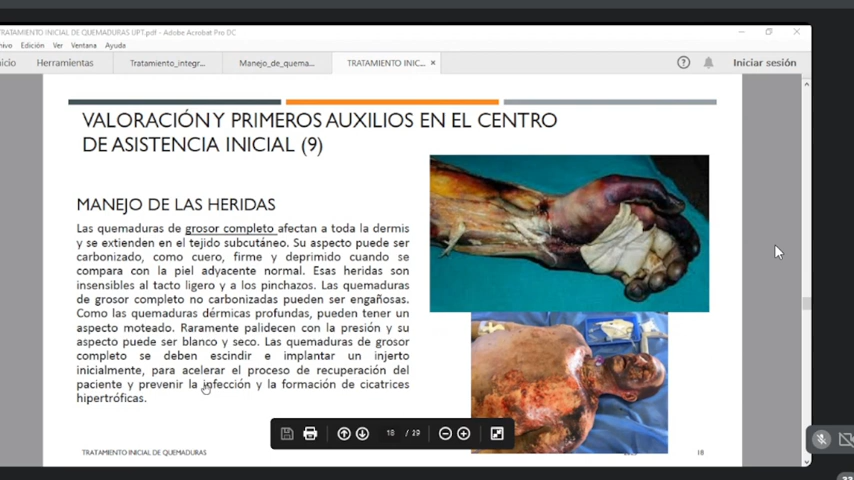 TRATAMIENTO INICIAL DE QUEMADURAS UPT.pdf - Adobe Acrobat Pro DC
Edición Ver Ventana Ayuda
Herramientas Tratamiento_integr... Manejo_de_quema... TRATAMIENTO INIC... × Iniciar sesión
VALORACIÓN Y PRIMEROS AUXILIOS EN EL CENTRO
DE ASISTENCIA INICIAL (9)
MANEJO DE LAS HERIDAS
Las quemaduras de grosor completo afectan a toda la dermis
y se extienden en el tejido subcutáneo. Su aspecto puede ser
carbonizado, como cuero, firme y deprimido cuando se
compara con la piel adyacente normal. Esas heridas son
insensibles al tacto ligero y a los pinchazos. Las quemaduras
de grosor completo no carbonizadas pueden ser engañosas.
Como las quemaduras dérmicas profundas, pueden tener un
aspecto moteado. Raramente palidecen con la presión y su
aspecto puede ser blanco y seco. Las quemaduras de grosor
completo se deben escindir e implantar un injerto
inicialmente, para acelerar el proceso de recuperación del
paciente y prevenir la infección y la formación de cicatrices
hipertróficas.
18 / 29
TRATAMIENTO INICIAL DE QUEMADURAS
18